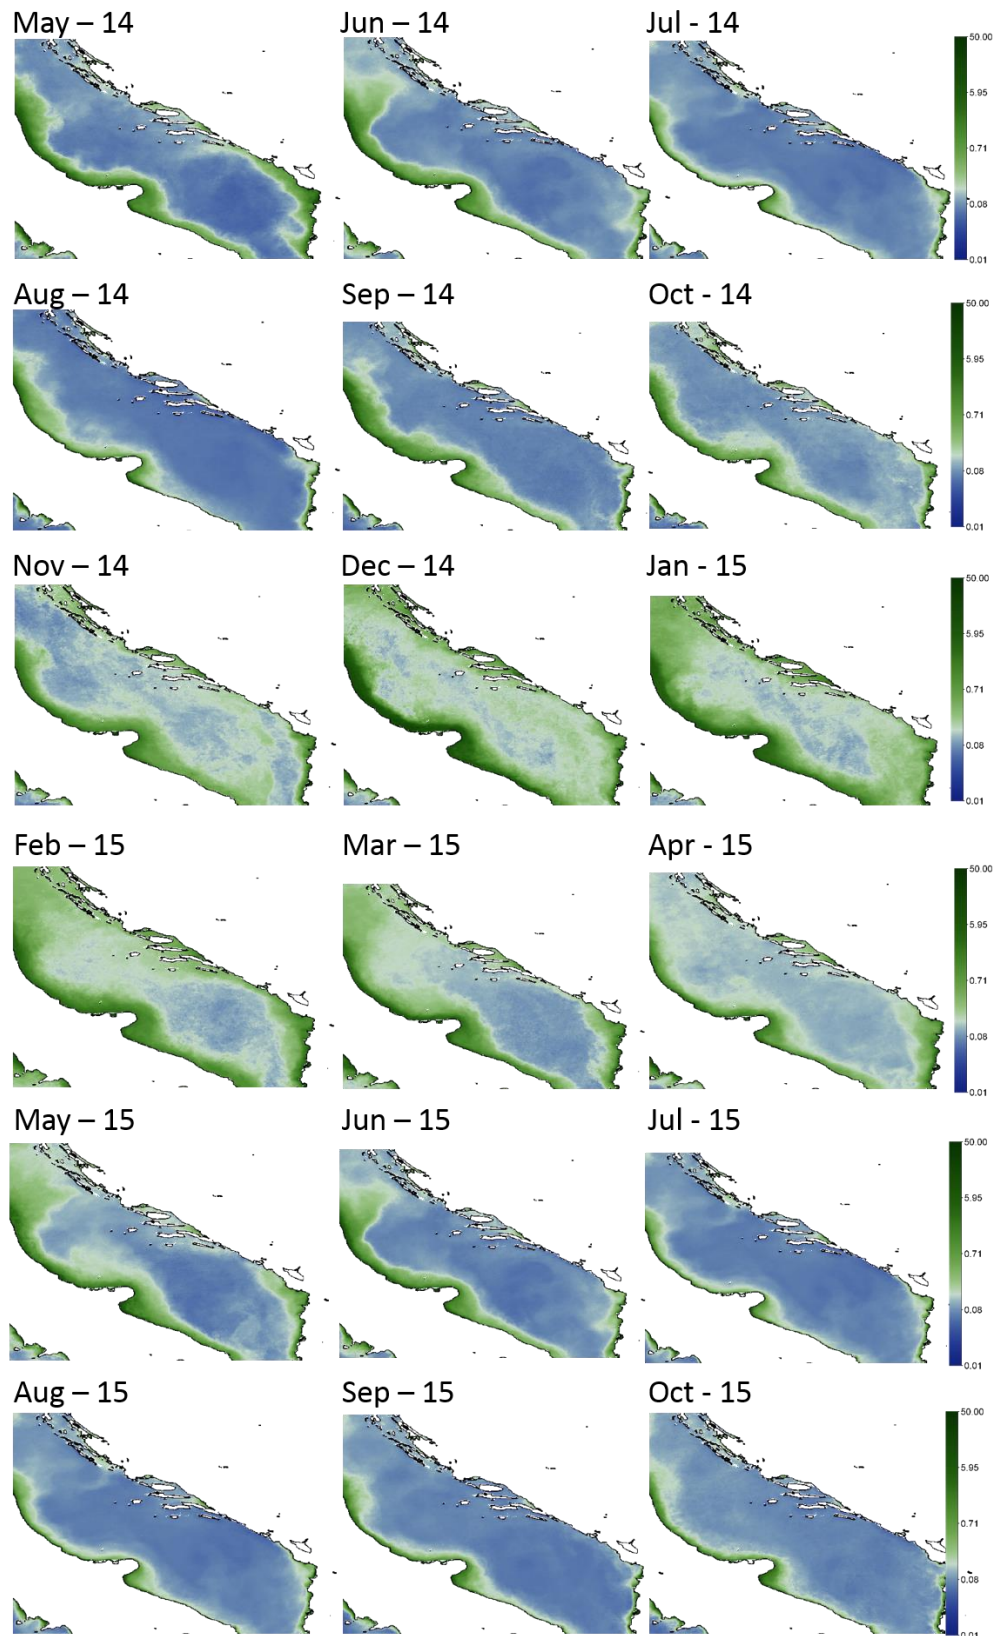 May – 14
Jun – 14
Jul - 14
50.00
5.95
0.71
0.08
0.01
Aug – 14
Sep – 14
Oct - 14
50.00
5.95
0.71
0.08
0.01
Nov – 14
Dec – 14
Jan - 15
50.00
5.95
0.71
0.08
0.01
Feb – 15
Mar – 15
Apr - 15
50.00
5.95
0.71
0.08
0.01
May – 15
Jun – 15
Jul - 15
50.00
5.95
0.71
0.08
0.01
Aug – 15
Sep – 15
Oct - 15
50.00
5.95
0.71
0.08
0.01